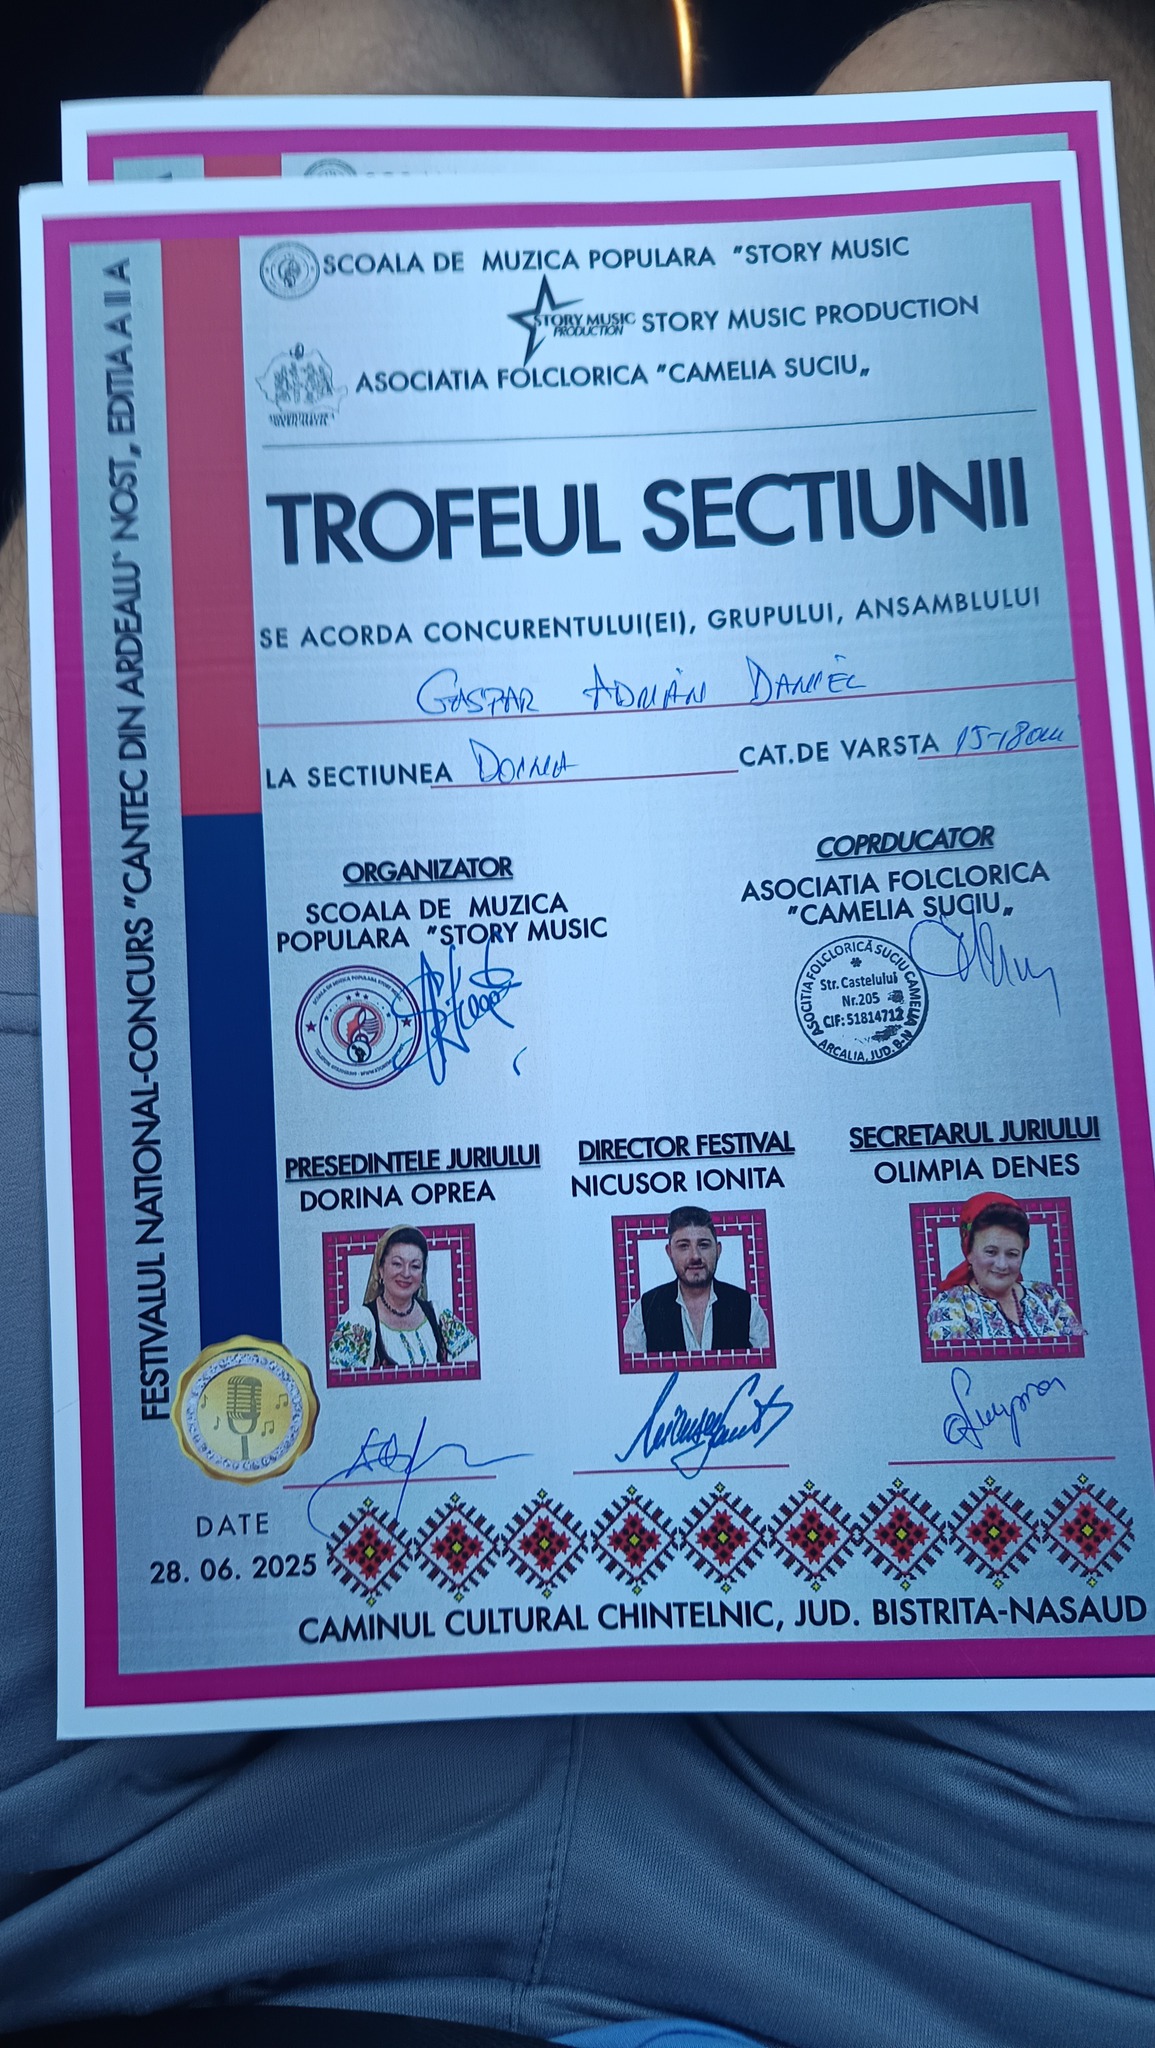 FESTIVALUL NATIONAL-CONCURS "CANTEC DIN ARDEALU` NOST„ EDITIA A II A
SCOALA DE MUZICA POPULARA "STORY MUSIC
STORY MUSIC
PRODUCTION
STORY MUSIC PRODUCTION
ASOCIATIA FOLCLORICA "CAMELIA SUCIU„
TROFEUL SECTIUNII
SE ACORDA CONCURENTULUI(EI), GRUPULUI, ANSAMBLULUI
GASPAR ADRIAN DANIEL
LA SECTIUNEA DOINA CAT.DE VARSTA 15-18 ani
ORGANIZATOR
SCOALA DE MUZICA
POPULARA "STORY MUSIC
COPRDUCATOR
ASOCIATIA FOLCLORICA
"CAMELIA SUCIU„
ASOCITIA FOLCLORICĂ SUCIU CAMELIA
Str. Castelului
Nr.205
CIF: 51814712
ARCALIA, JUD. B-N
PRESEDINTELE JURIULUI
DORINA OPREA
DIRECTOR FESTIVAL
NICUSOR IONITA
SECRETARUL JURIULUI
OLIMPIA DENES
DATE
28. 06. 2025
CAMINUL CULTURAL CHINTELNIC, JUD. BISTRITA-NASAUD